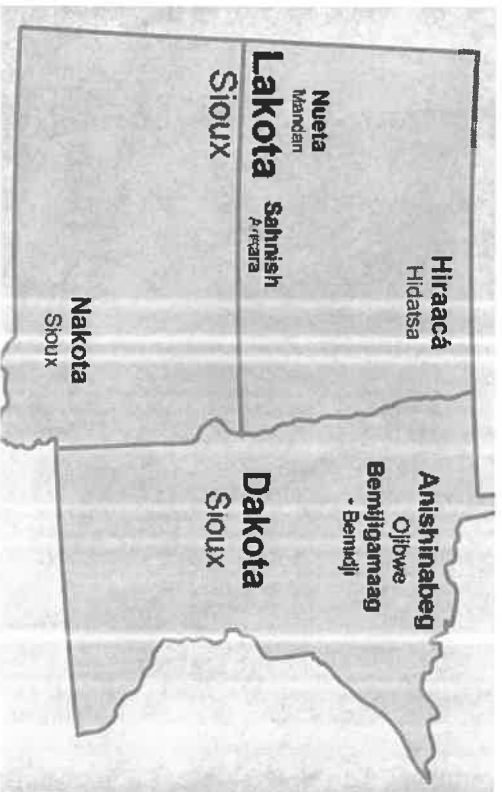 Hiraacá
Hidatsa
Nueta
Mandan
Sahnish
Arikara
Lakota
Sioux
Nakota
Sioux
Anishinabeg
Ojibwe
Bemijigamaag
- Bemidji
Dakota
Sioux